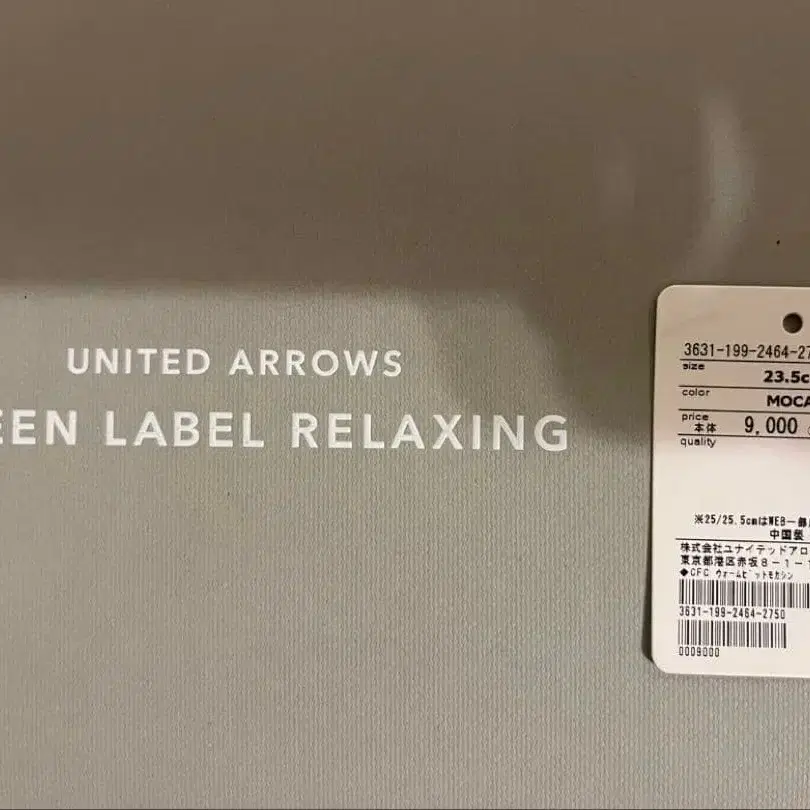 UNITED ARROWS
EEN LABEL RELAXING
3631-199-2464-27
size
23.5c
color
MOCA
price
本体 9,000
quality
※25/25.5cmはWEB一部
中国製
株式会社ユナイテッドアロ
東京都港区赤坂8-1-1
◆CFC ウォームビットモカシン
3631-199-2464-2750
0009000